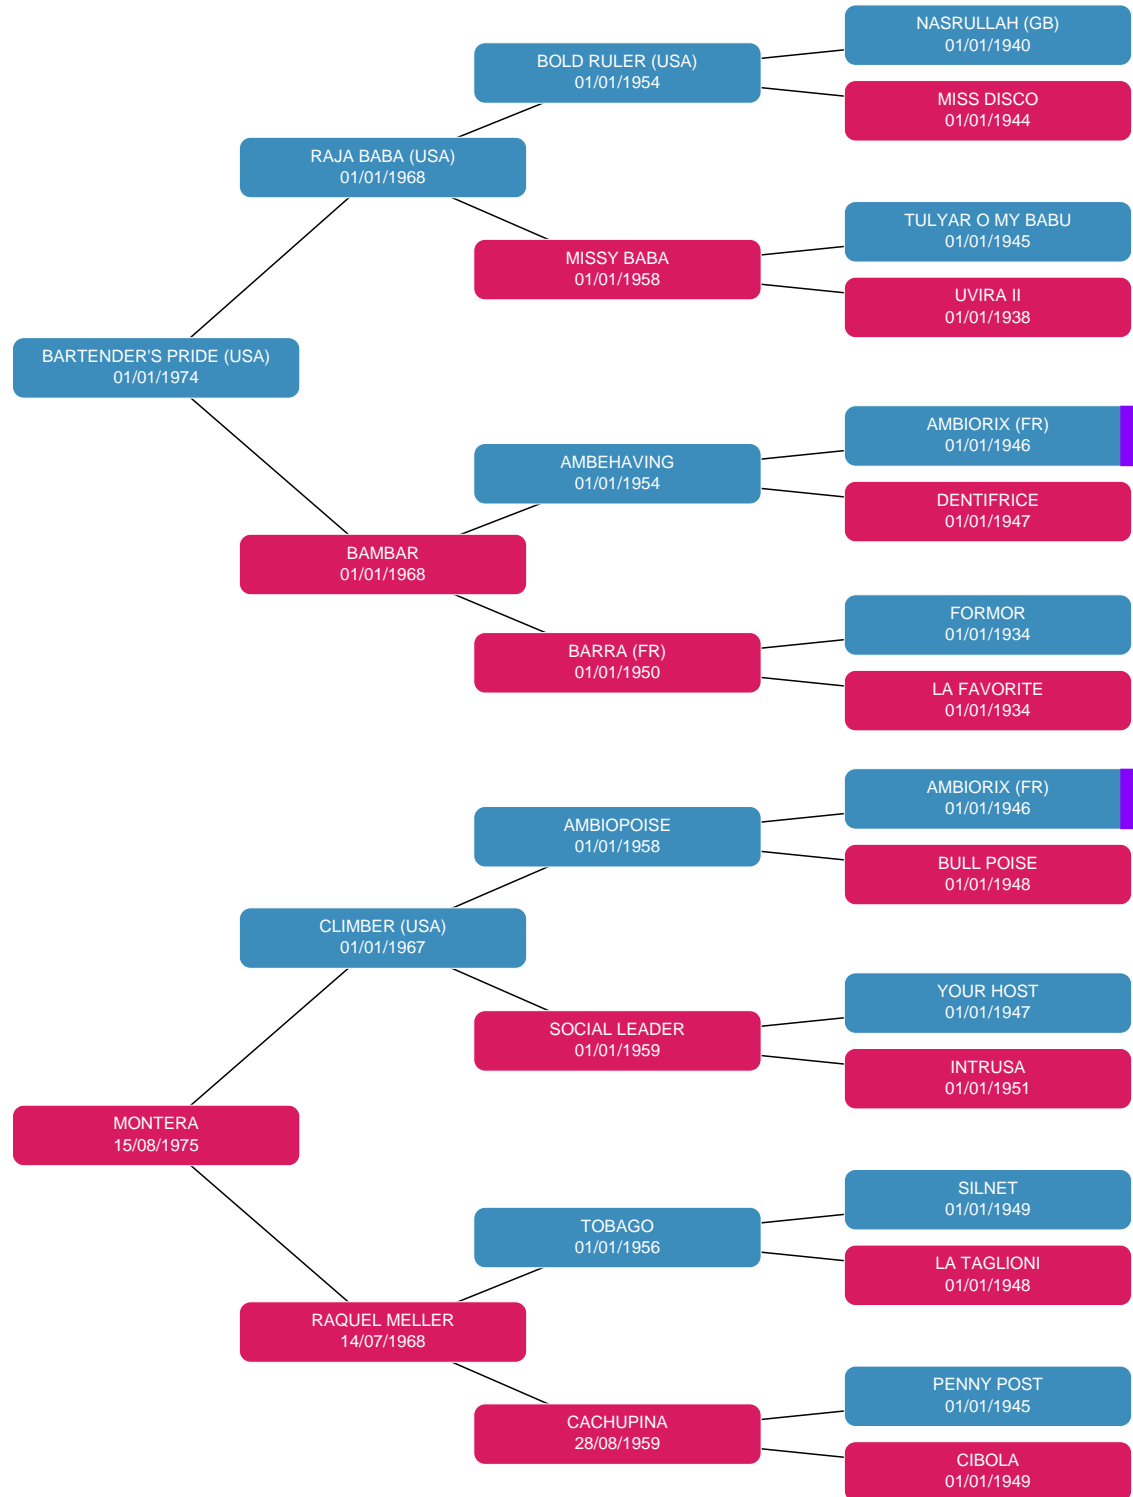 NASRULLAH (GB)
01/01/1940
BOLD RULER (USA)
01/01/1954
MISS DISCO
01/01/1944
RAJA BABA (USA)
01/01/1968
TULYAR O MY BABU
01/01/1945
MISSY BABA
01/01/1958
UVIRA II
01/01/1938
BARTENDER'S PRIDE (USA)
01/01/1974
AMBIORIX (FR)
01/01/1946
AMBEHAVING
01/01/1954
DENTIFRICE
01/01/1947
BAMBAR
01/01/1968
FORMOR
01/01/1934
BARRA (FR)
01/01/1950
LA FAVORITE
01/01/1934
AMBIORIX (FR)
01/01/1946
AMBIOPOISE
01/01/1958
BULL POISE
01/01/1948
CLIMBER (USA)
01/01/1967
YOUR HOST
01/01/1947
SOCIAL LEADER
01/01/1959
INTRUSA
01/01/1951
MONTERA
15/08/1975
SILNET
01/01/1949
TOBAGO
01/01/1956
LA TAGLIONI
01/01/1948
RAQUEL MELLER
14/07/1968
PENNY POST
01/01/1945
CACHUPINA
28/08/1959
CIBOLA
01/01/1949